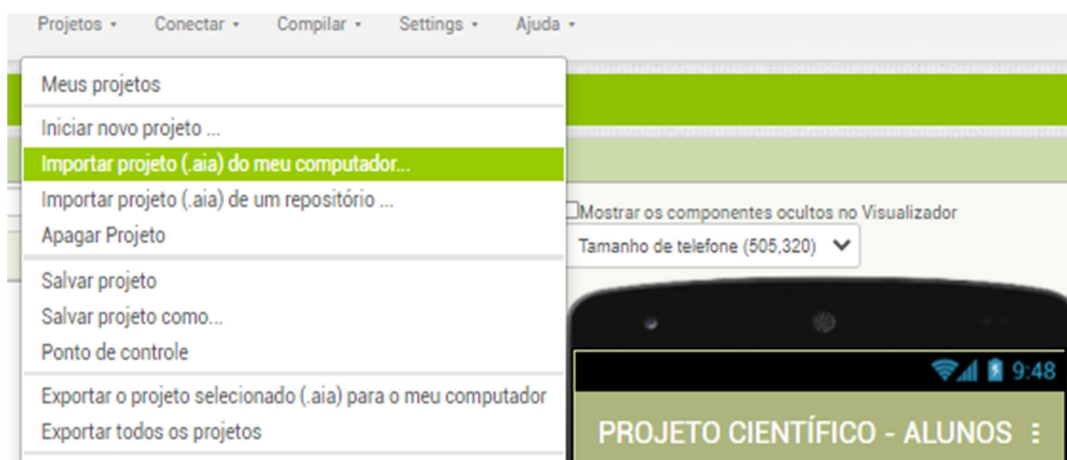 Projetos Conectar Compilar Settings Ajuda
Meus projetos
Iniciar novo projeto ...
Importar projeto (.aia) do meu computador...
Importar projeto (.aia) de um repositório ...
Apagar Projeto
Salvar projeto
Salvar projeto como...
Ponto de controle
Exportar o projeto selecionado (.aia) para o meu computador
Exportar todos os projetos
Mostrar os componentes ocultos no Visualizador
Tamanho de telefone (505,320)
9:48
PROJETO CIENTÍFICO - ALUNOS